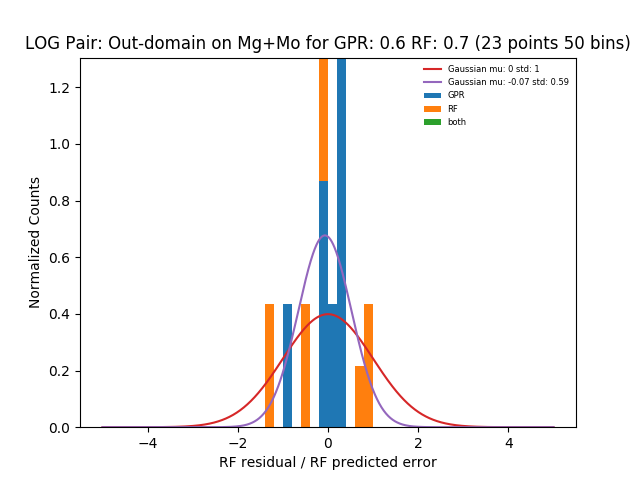 LOG Pair: Out-domain on Mg+Mo for GPR: 0.6 RF: 0.7 (23 points 50 bins)
Gaussian mu: 0 std: 1
Gaussian mu: -0.07 std: 0.59
GPR
RF
both
Normalized Counts
1.2
1.0
0.8
0.6
0.4
0.2
0.0
−4 −2 0 2 4
RF residual / RF predicted error